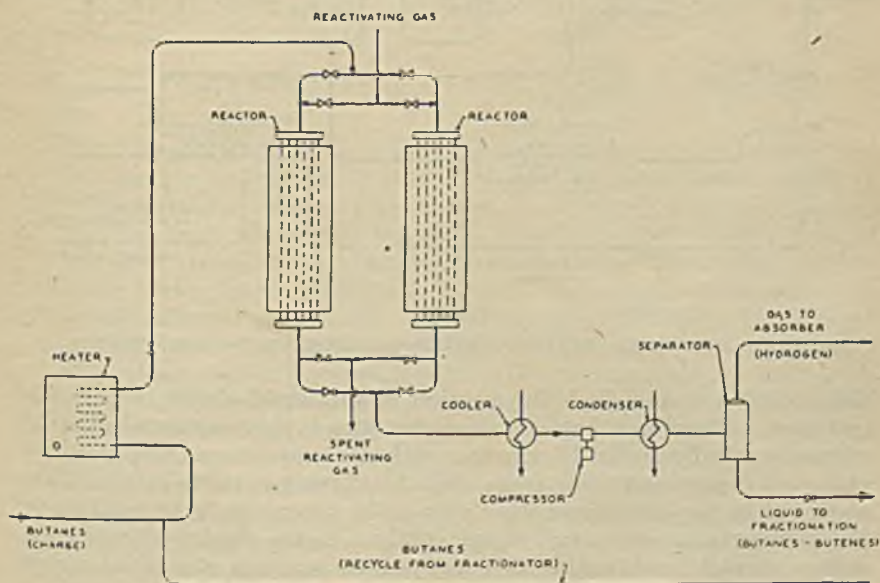 REACTIVATING GAS
REACTOR
REACTOR
GAS TO
ABSORBER
(HYDROGEN)
SEPARATOR
HEATER
COOLER
CONDENSER
SPENT
REACTIVATING
GAS
COMPRESSOR
BUTANES
(CHARGE)
LIQUID TO
FRACTIONATION
(BUTANES - BUTENES)
BUTANES
(RECYCLE FROM FRACTIONATOR)